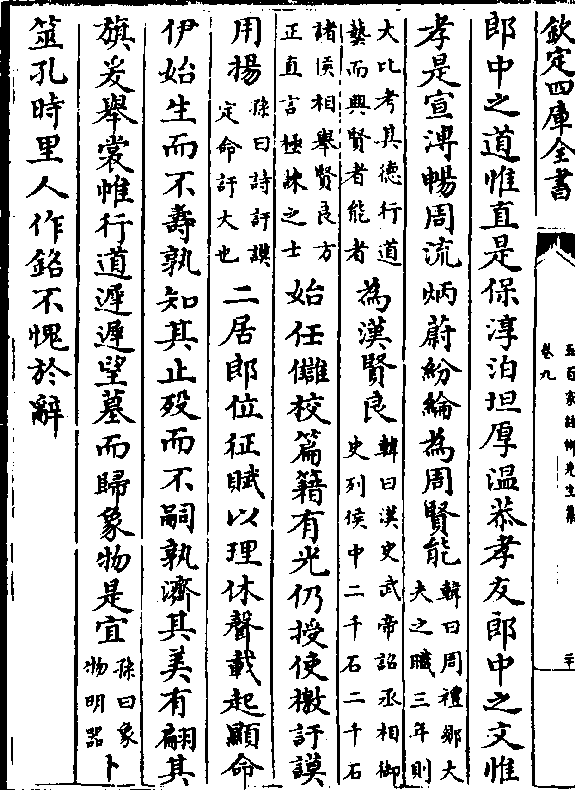 欽定四庫全書
五百家註柳先生集
卷九
二十
郎中之道惟直是保淳泊坦厚温恭孝友郎中之文惟
孝是宣溥暢周流炳蔚紛綸為周賢能韓曰周禮鄉大夫之職三年則
大比考其德行道藝而興賢者能者為漢賢良韓曰漢史武帝詔丞相御史列侯中二千石二千石
諸侯相舉賢良方正直言極諫之士始任讎校篇籍有光仍授使檄訏謨
用揚孫曰詩訏謨定命訏大也二居郎位征賦以理休聲載起顯命
伊始生而不壽孰知其止歿而不嗣孰濟其美有翩其
旗爰舉裳帷行道遲遲望墓而歸象物是宜孫曰象物明器卜
筮孔時里人作銘不愧於辭